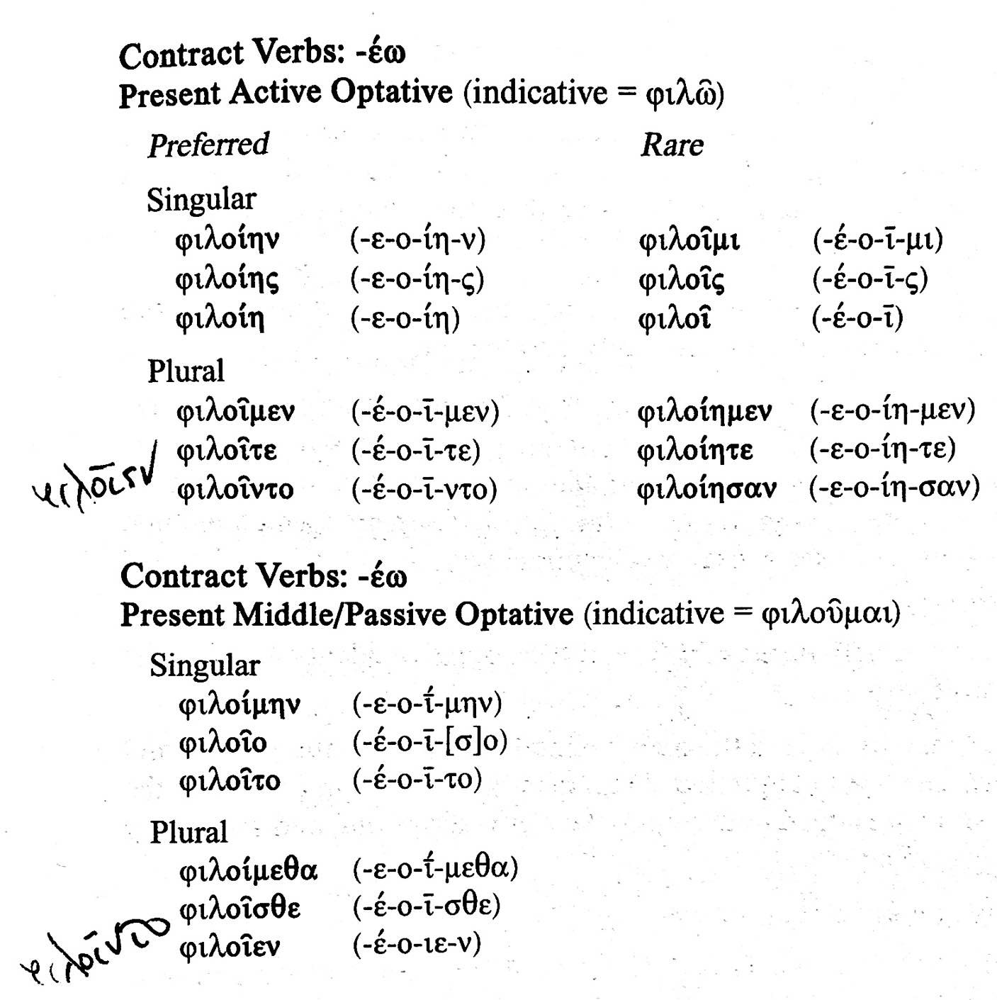 Contract Verbs: -έω
Present Active Optative (indicative = φιλῶ)
Preferred Rare
Singular
φιλοίην (-ε-ο-ίη-ν) φιλοῖμι (-έ-ο-ῑ-μι)
φιλοίης (-ε-ο-ίη-ς) φιλοῖς (-έ-ο-ῑ-ς)
φιλοίη (-ε-ο-ίη) φιλοῖ (-έ-ο-ῑ)
Plural
φιλοῖμεν (-έ-ο-ῑ-μεν) φιλοίημεν (-ε-ο-ίη-μεν)
φιλοῖτε (-έ-ο-ῑ-τε) φιλοίητε (-ε-ο-ίη-τε)
φιλοῖεν φιλοῖντο (-έ-ο-ῑ-ντο) φιλοίησαν (-ε-ο-ίη-σαν)
Contract Verbs: -έω
Present Middle/Passive Optative (indicative = φιλοῦμαι)
Singular
φιλοίμην (-ε-ο-ῑ́-μην)
φιλοῖο (-έ-ο-ῑ-[σ]ο)
φιλοῖτο (-έ-ο-ῑ-το)
Plural
φιλοίμεθα (-ε-ο-ῑ́-μεθα)
φιλοῖσθε (-έ-ο-ῑ-σθε)
φιλοῖντο φιλοῖεν (-έ-ο-ιε-ν)